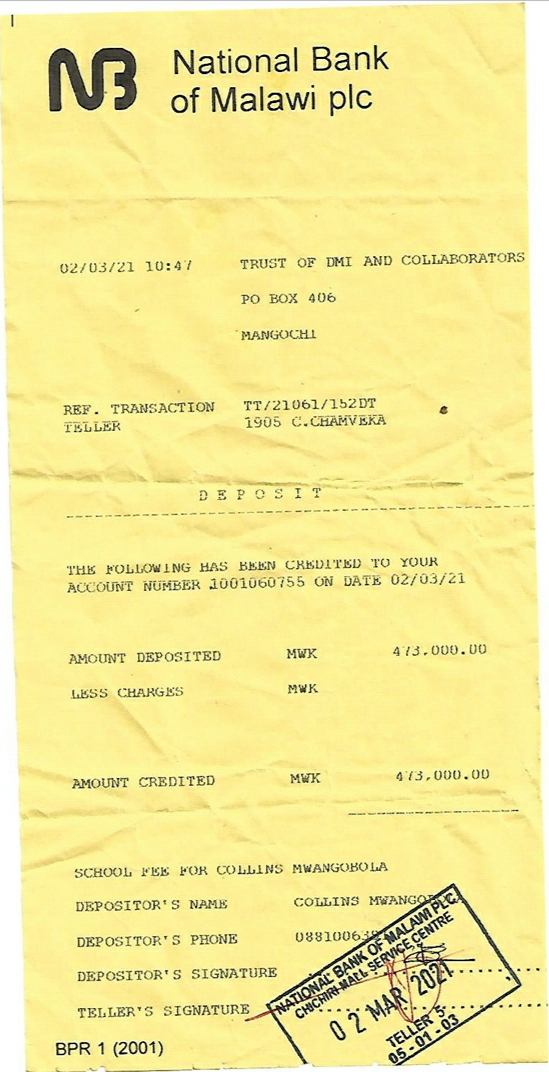 NB National Bank
of Malawi plc
02/03/21 10:47 TRUST OF DMI AND COLLABORATORS
PO BOX 406
MANGOCHI
REF. TRANSACTION TT/21061/152DT
TELLER 1905 C.CHAMVEKA
DEPOSIT
THE FOLLOWING HAS BEEN CREDITED TO YOUR
ACCOUNT NUMBER 1001060755 ON DATE 02/03/21
AMOUNT DEPOSITED MWK 473,000.00
LESS CHARGES MWK
AMOUNT CREDITED MWK 473,000.00
SCHOOL FEE FOR COLLINS MWANGOBOLA
DEPOSITOR'S NAME COLLINS MWANGOBOLA
DEPOSITOR'S PHONE
DEPOSITOR'S SIGNATURE
TELLER'S SIGNATURE
NATIONAL BANK OF MALAWI PLC
CHICHIRI MALL SERVICE CENTRE
02 MAR 2021
TELLER 5
05-01-03
BPR 1 (2001)